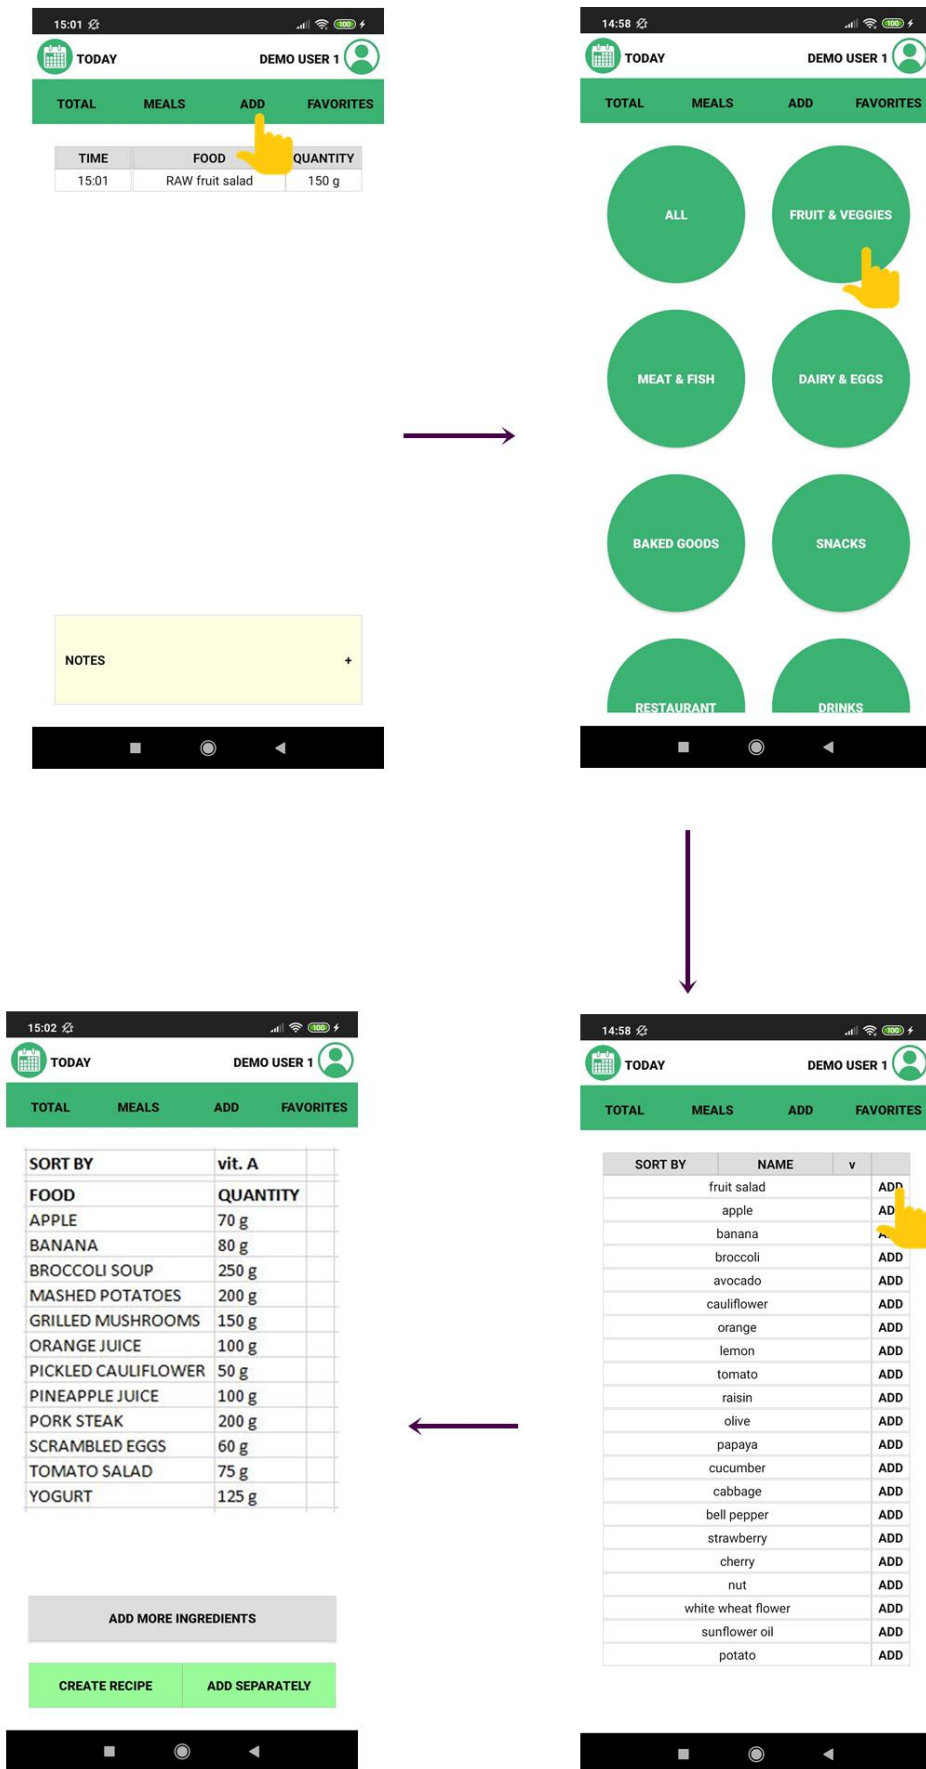 15:01
100
TODAY DEMO USER 1
TOTAL MEALS ADD FAVORITES
TIME FOOD QUANTITY
15:01 RAW fruit salad 150 g
NOTES +
14:58
100
TODAY DEMO USER 1
TOTAL MEALS ADD FAVORITES
ALL FRUIT & VEGGIES
MEAT & FISH DAIRY & EGGS
BAKED GOODS SNACKS
RESTAURANT DRINKS
15:02
100
TODAY DEMO USER 1
TOTAL MEALS ADD FAVORITES
SORT BY vit. A
FOOD QUANTITY
APPLE 70 g
BANANA 80 g
BROCCOLI SOUP 250 g
MASHED POTATOES 200 g
GRILLED MUSHROOMS 150 g
ORANGE JUICE 100 g
PICKLED CAULIFLOWER 50 g
PINEAPPLE JUICE 100 g
PORK STEAK 200 g
SCRAMBLED EGGS 60 g
TOMATO SALAD 75 g
YOGURT 125 g
ADD MORE INGREDIENTS
CREATE RECIPE ADD SEPARATELY
14:58
100
TODAY DEMO USER 1
TOTAL MEALS ADD FAVORITES
SORT BY NAME v
fruit salad ADD
apple AD
banana
broccoli ADD
avocado ADD
cauliflower ADD
orange ADD
lemon ADD
tomato ADD
raisin ADD
olive ADD
papaya ADD
cucumber ADD
cabbage ADD
bell pepper ADD
strawberry ADD
cherry ADD
nut ADD
white wheat flower ADD
sunflower oil ADD
potato ADD